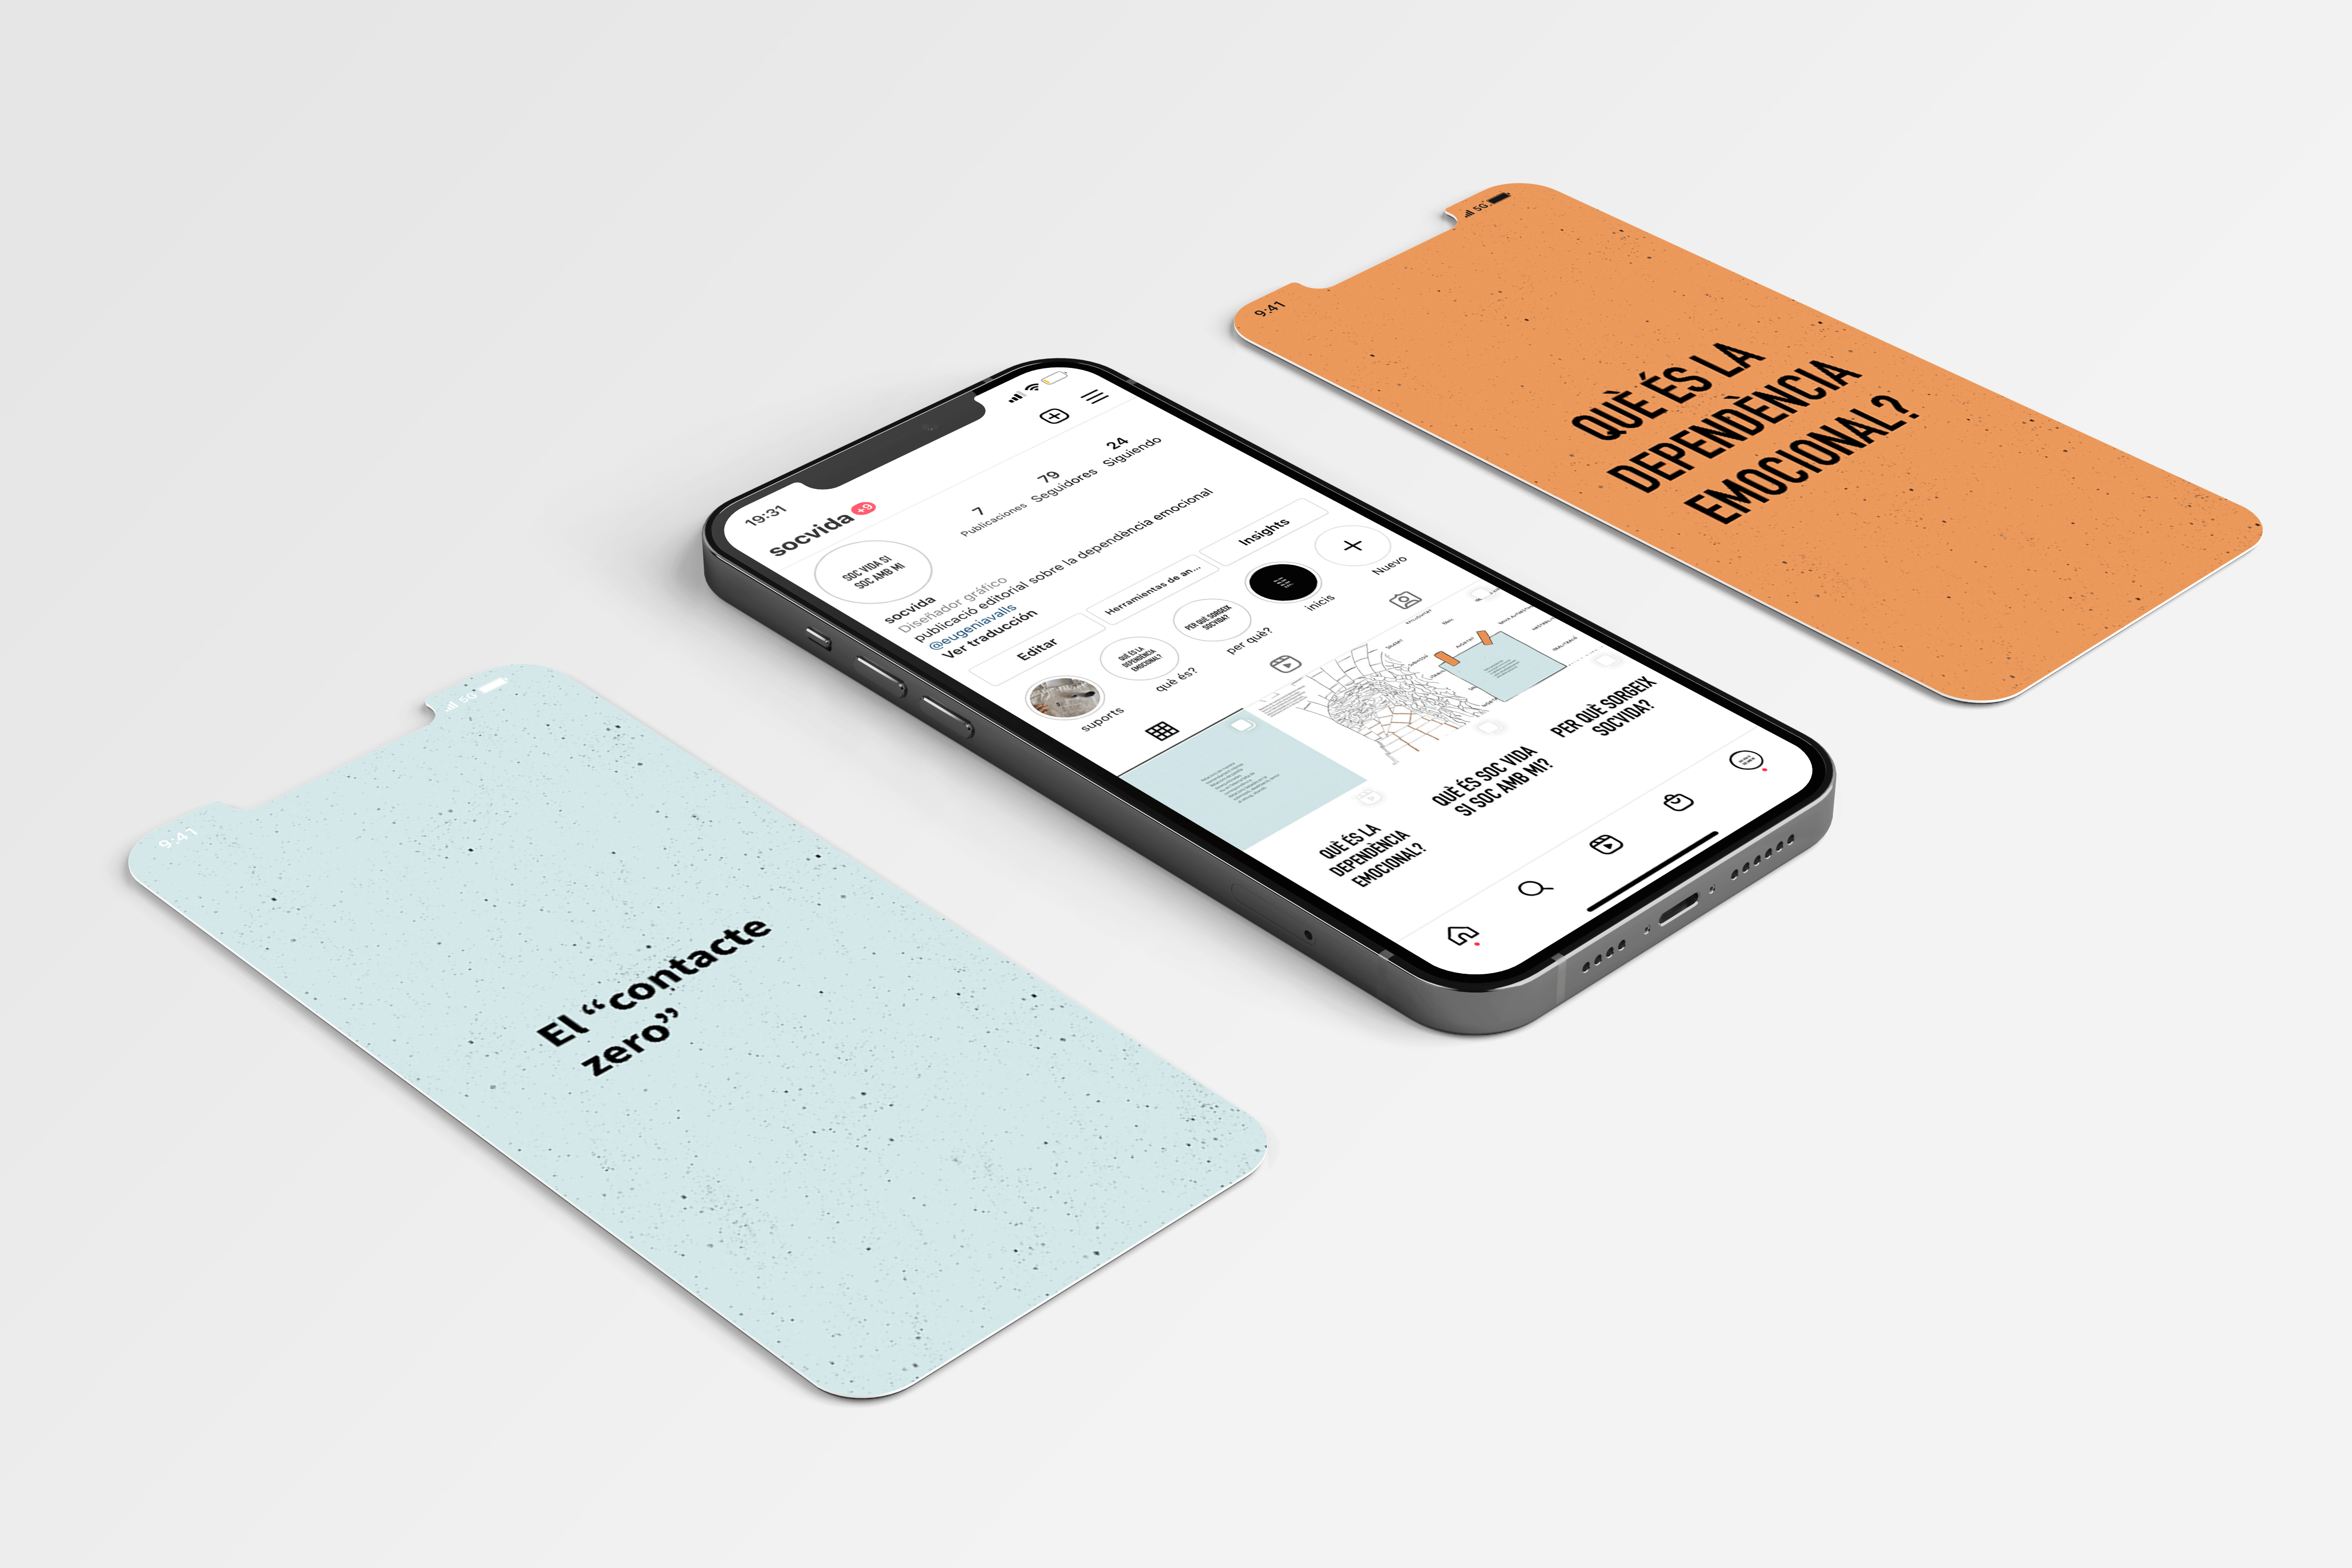 9:41
5G
El “contacte
zero”
19:31
socvida +9
SOC VIDA SI
SOC AMB MI
7
Publicaciones
79
Seguidores
24
Siguiendo
socvida
Diseñador gráfico
publicació editorial sobre la dependència emocional
@eugeniavalls
Ver traducción
Editar
Herramientas de an...
Insights
suports
QUÈ ÉS LA
DEPENDÈNCIA
EMOCIONAL?
què és?
PER QUÈ SORGEIX
SOCVIDA?
per què?
inicis
Nuevo
QUÈ ÉS LA
DEPENDÈNCIA
EMOCIONAL?
QUÈ ÉS SOC VIDA
SI SOC AMB MI?
PER QUÈ SORGEIX
SOCVIDA?
9:41
5G
QUÈ ÉS LA
DEPENDÈNCIA
EMOCIONAL?